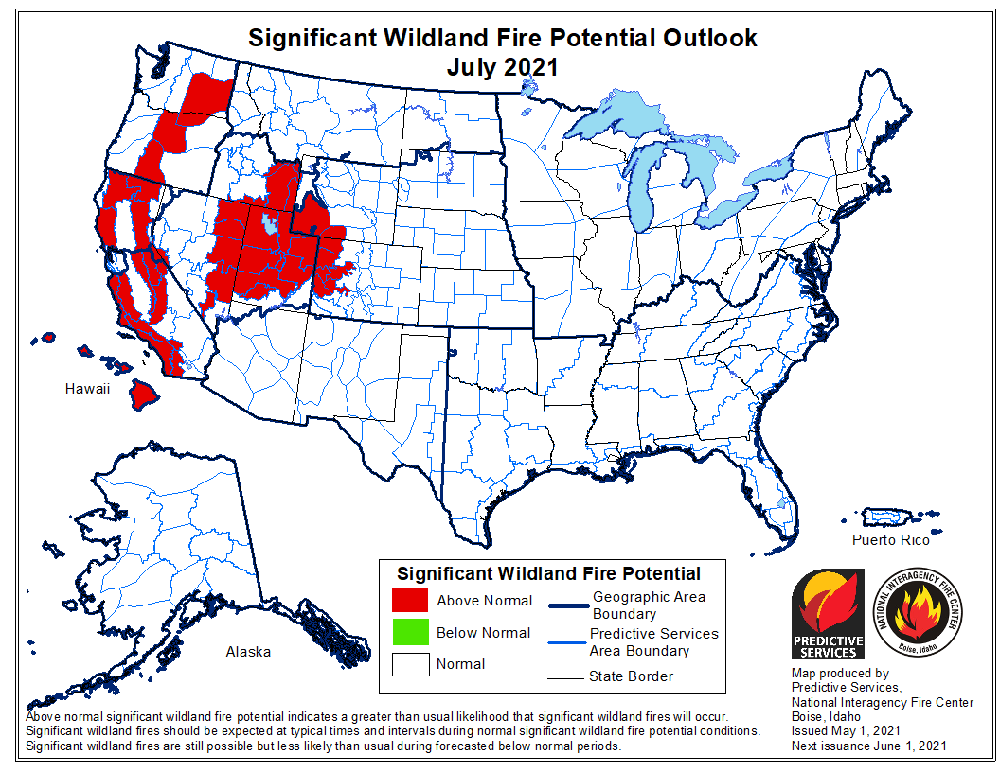 Significant Wildland Fire Potential Outlook
July 2021
Hawaii
Alaska
Puerto Rico
Significant Wildland Fire Potential
Above Normal
Below Normal
Normal
Geographic Area
Boundary
Predictive Services
Area Boundary
State Border
PREDICTIVE
SERVICES
NATIONAL INTERAGENCY FIRE CENTER
Boise, Idaho
Map produced by
Predictive Services,
National Interagency Fire Center
Boise, Idaho
Issued May 1, 2021
Next issuance June 1, 2021
Above normal significant wildland fire potential indicates a greater than usual likelihood that significant wildland fires will occur.
Significant wildland fires should be expected at typical times and intervals during normal significant wildland fire potential conditions.
Significant wildland fires are still possible but less likely than usual during forecasted below normal periods.